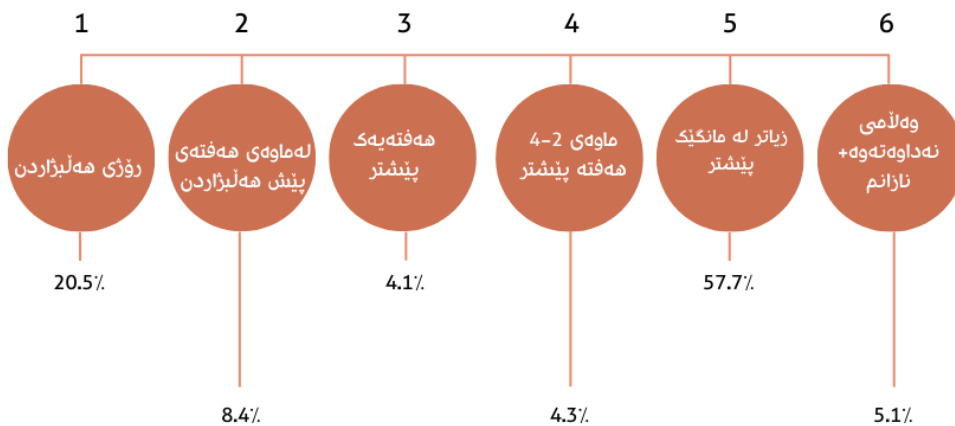 1
2
3
4
5
6
رۆژی هەڵبژاردن
لەماوەی هەفتەی
پێش هەڵبژاردن
هەفتەیەک
پێشتر
ماوەی 2-4
هەفتە پێشتر
زیاتر لە مانگێک
پێشتر
وەڵامی
نەداوەتەوە+
نازانم
20.5٪
8.4٪
4.1٪
4.3٪
57.7٪
5.1٪